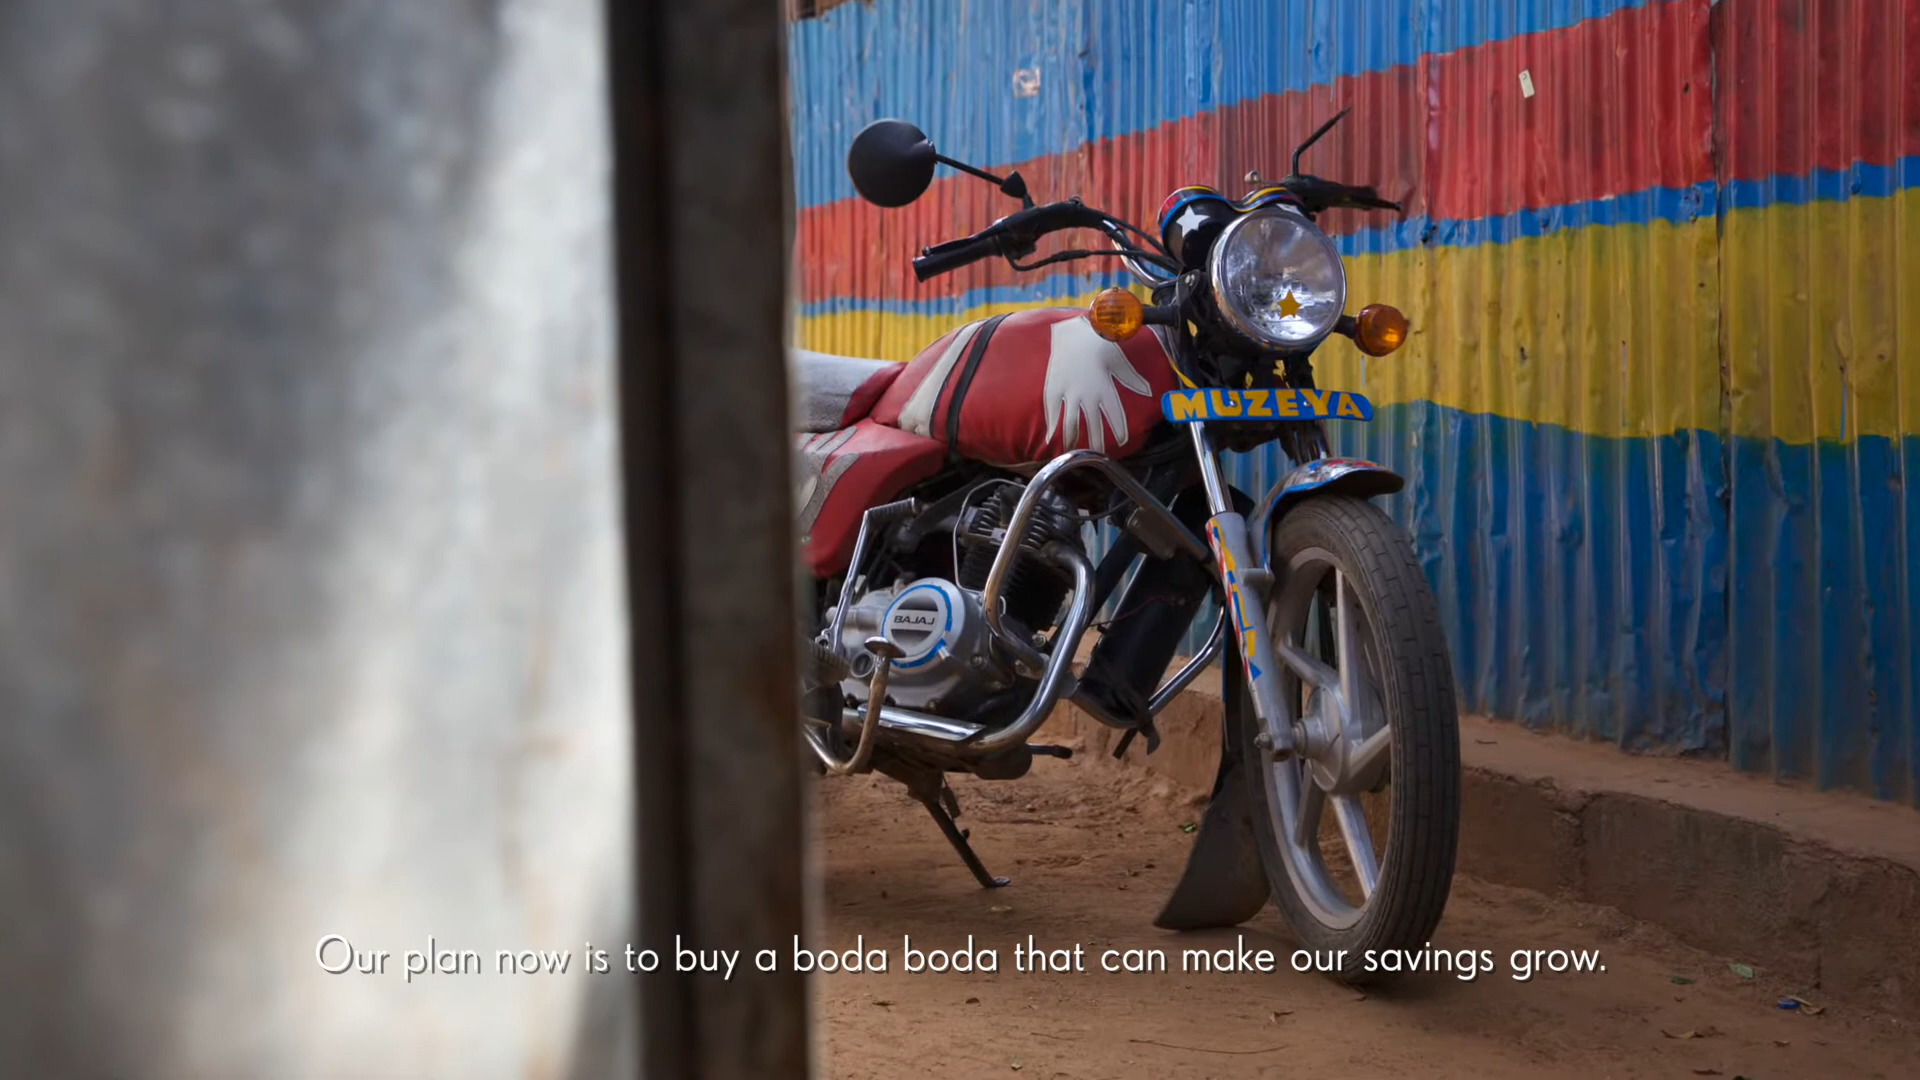 MUZEYA
BAJAJ
Our plan now is to buy a boda boda that can make our savings grow.